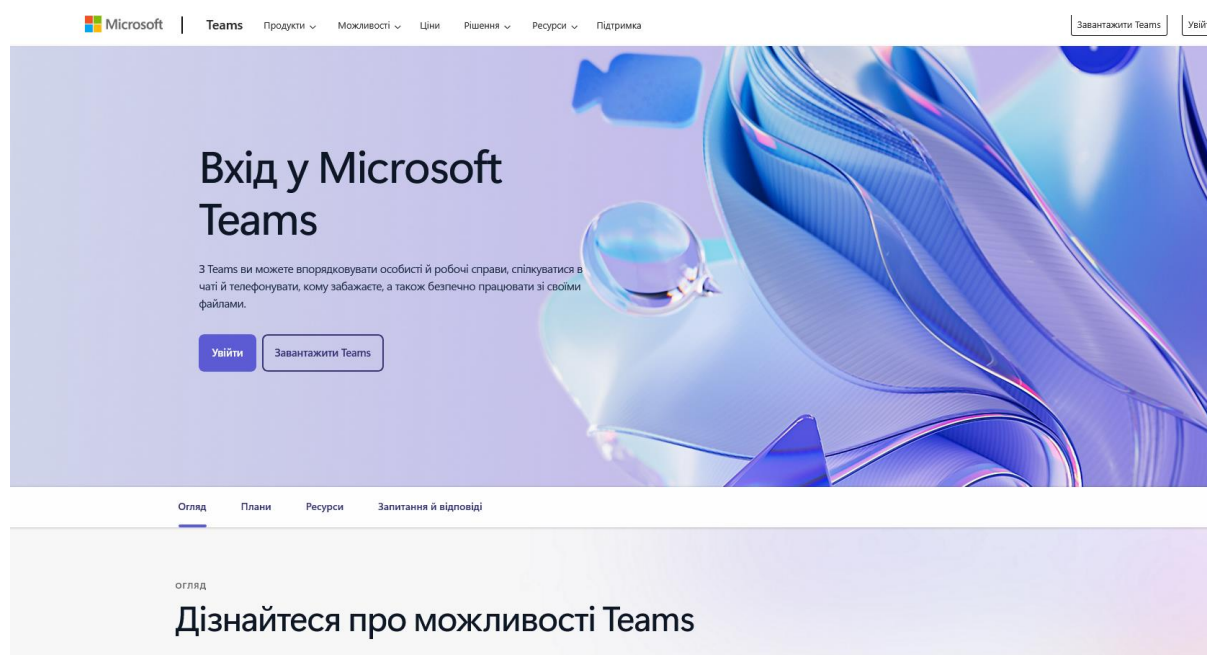 Microsoft Teams Продукти Можливості Ціни Рішення Ресурси Підтримка Завантажити Teams
Вхід у Microsoft
Teams
З Teams ви можете впорядковувати особисті й робочі справи, спілкуватися в
чаті й телефонувати, кому забажаєте, а також безпечно працювати зі своїми
файлами.
Увійти Завантажити Teams
Огляд Плани Ресурси Запитання й відповіді
ОГЛЯД
Дізнайтеся про можливості Teams